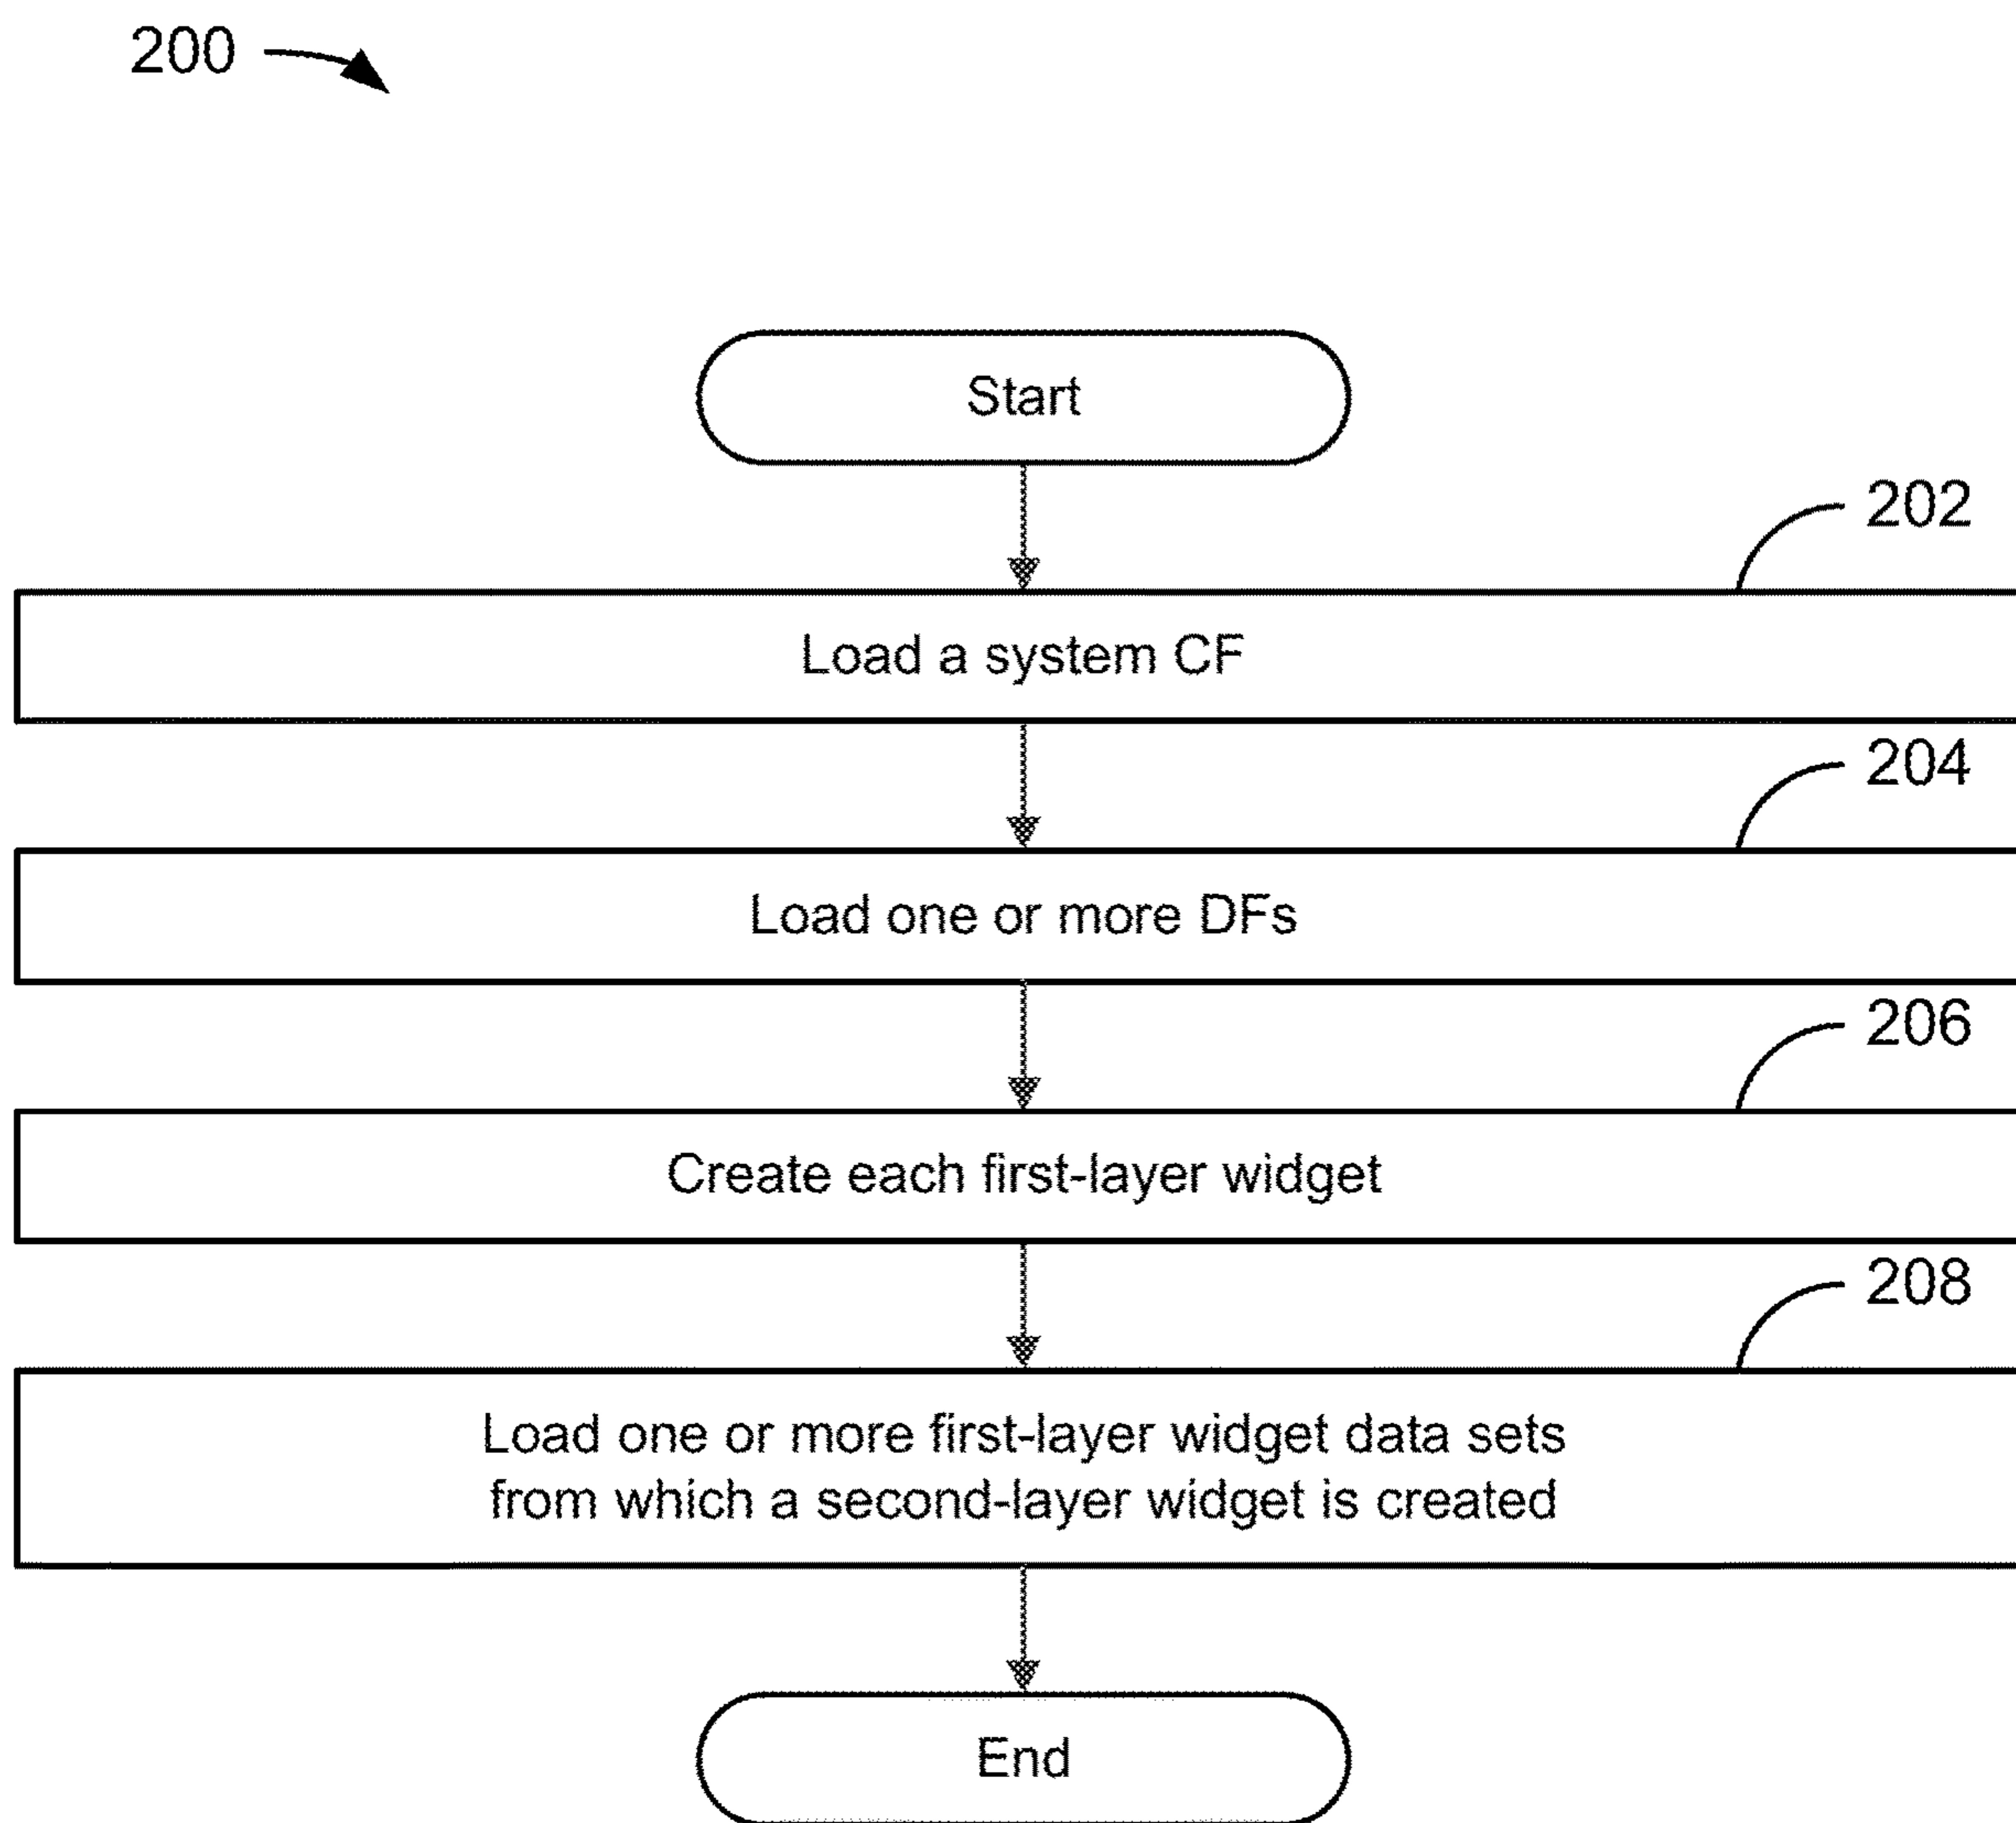 200
Start
202
Load a system CF
204
Load one or more DFs
206
Create each first-layer widget
208
Load one or more first-layer widget data sets
from which a second-layer widget is created
End